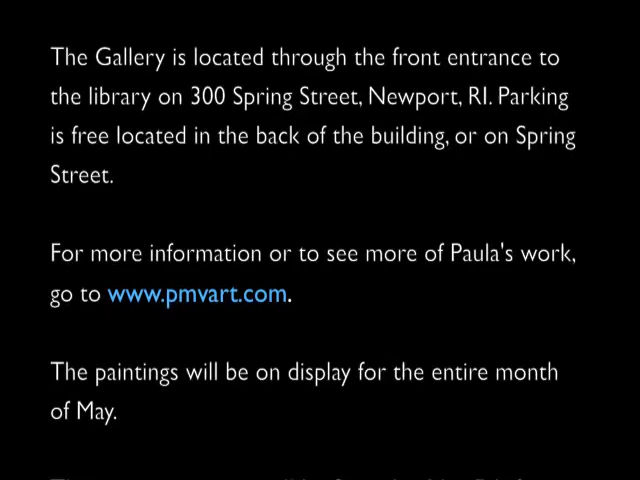 The Gallery is located through the front entrance to
the library on 300 Spring Street, Newport, RI. Parking
is free located in the back of the building, or on Spring
Street.
For more information or to see more of Paula's work,
go to www.pmvart.com.
The paintings will be on display for the entire month
of May.